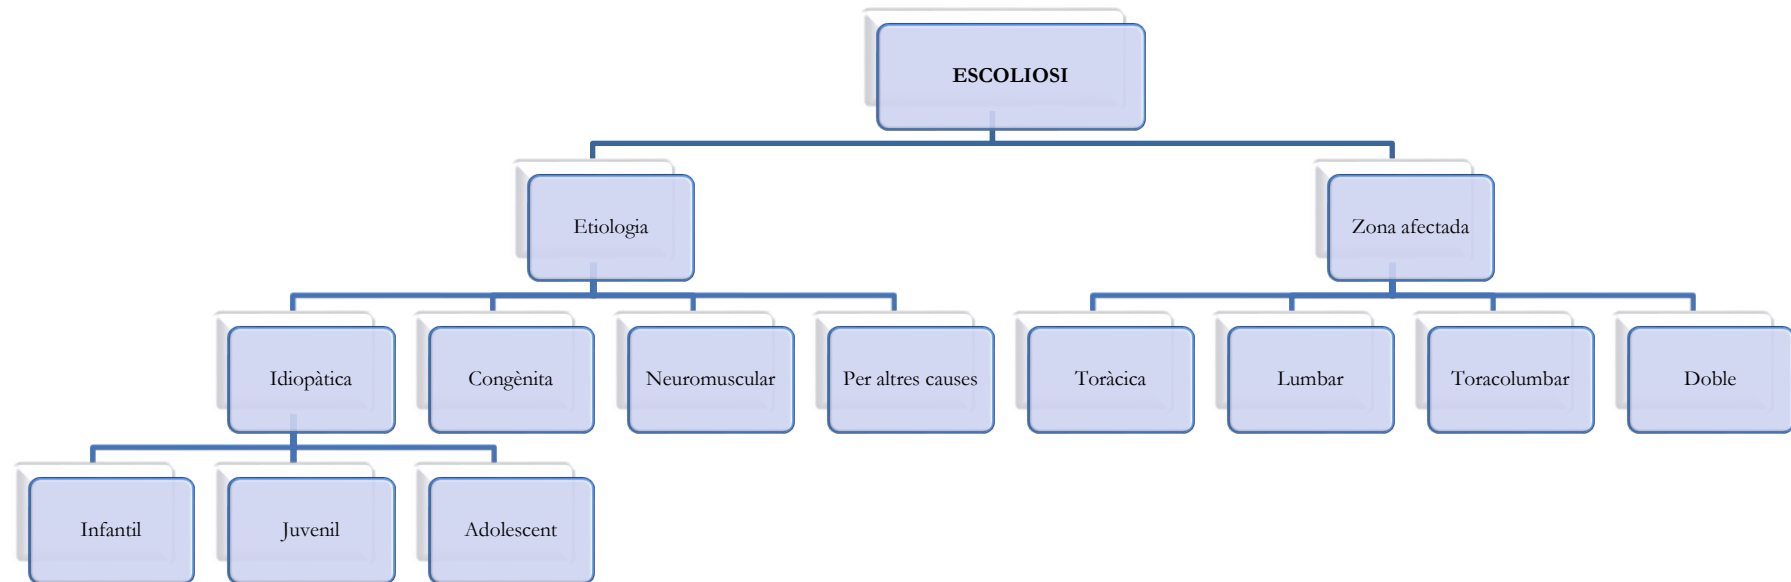 ESCOLIOSI
Etiologia
Zona afectada
Idiopàtica
Congènita
Neuromuscular
Per altres causes
Toràcica
Lumbar
Toracolumbar
Doble
Infantil
Juvenil
Adolescent